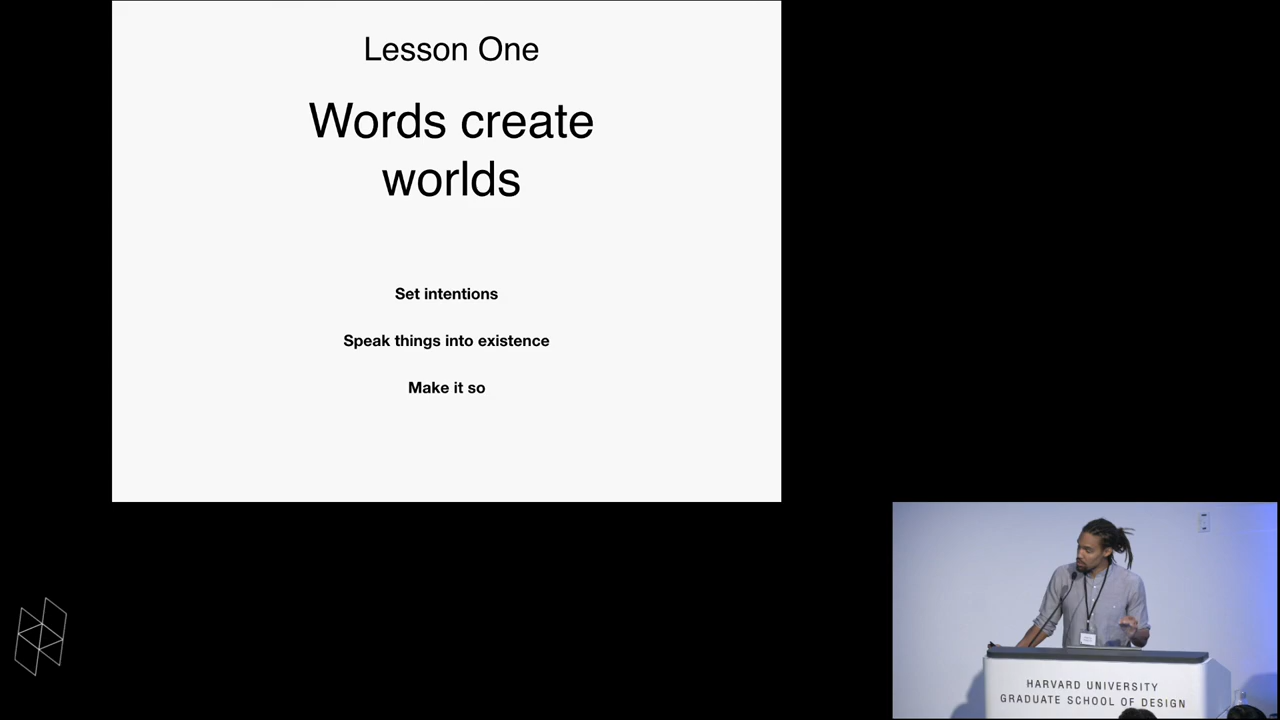 Lesson One
Words create
worlds
Set intentions
Speak things into existence
Make it so
HARVARD UNIVERSITY
GRADUATE SCHOOL OF DESIGN